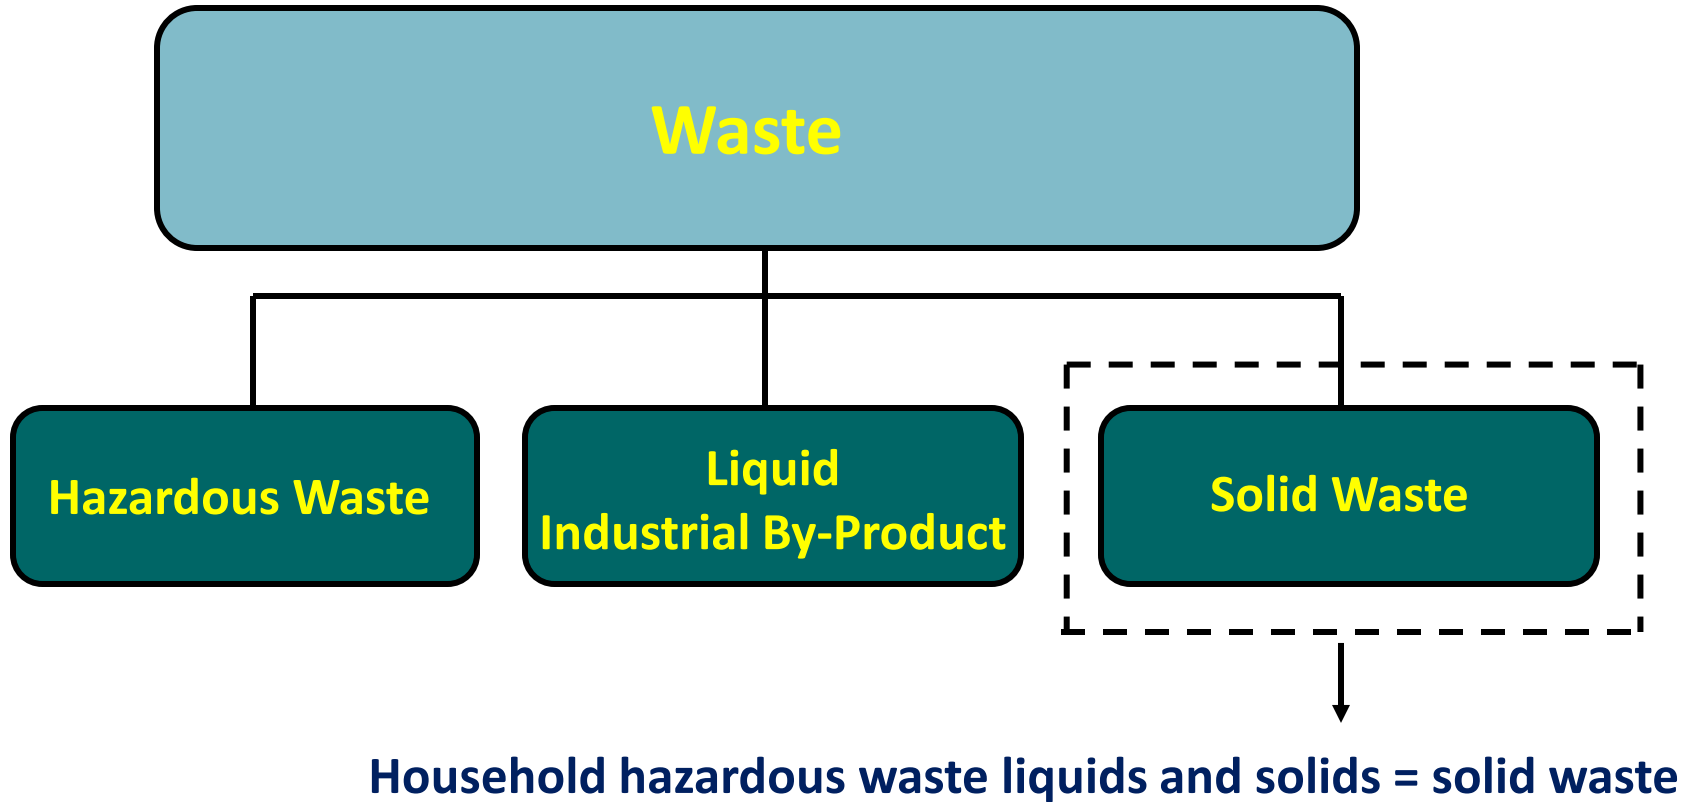 Waste
Hazardous Waste
Liquid
Industrial By-Product
Solid Waste
Household hazardous waste liquids and solids = solid waste